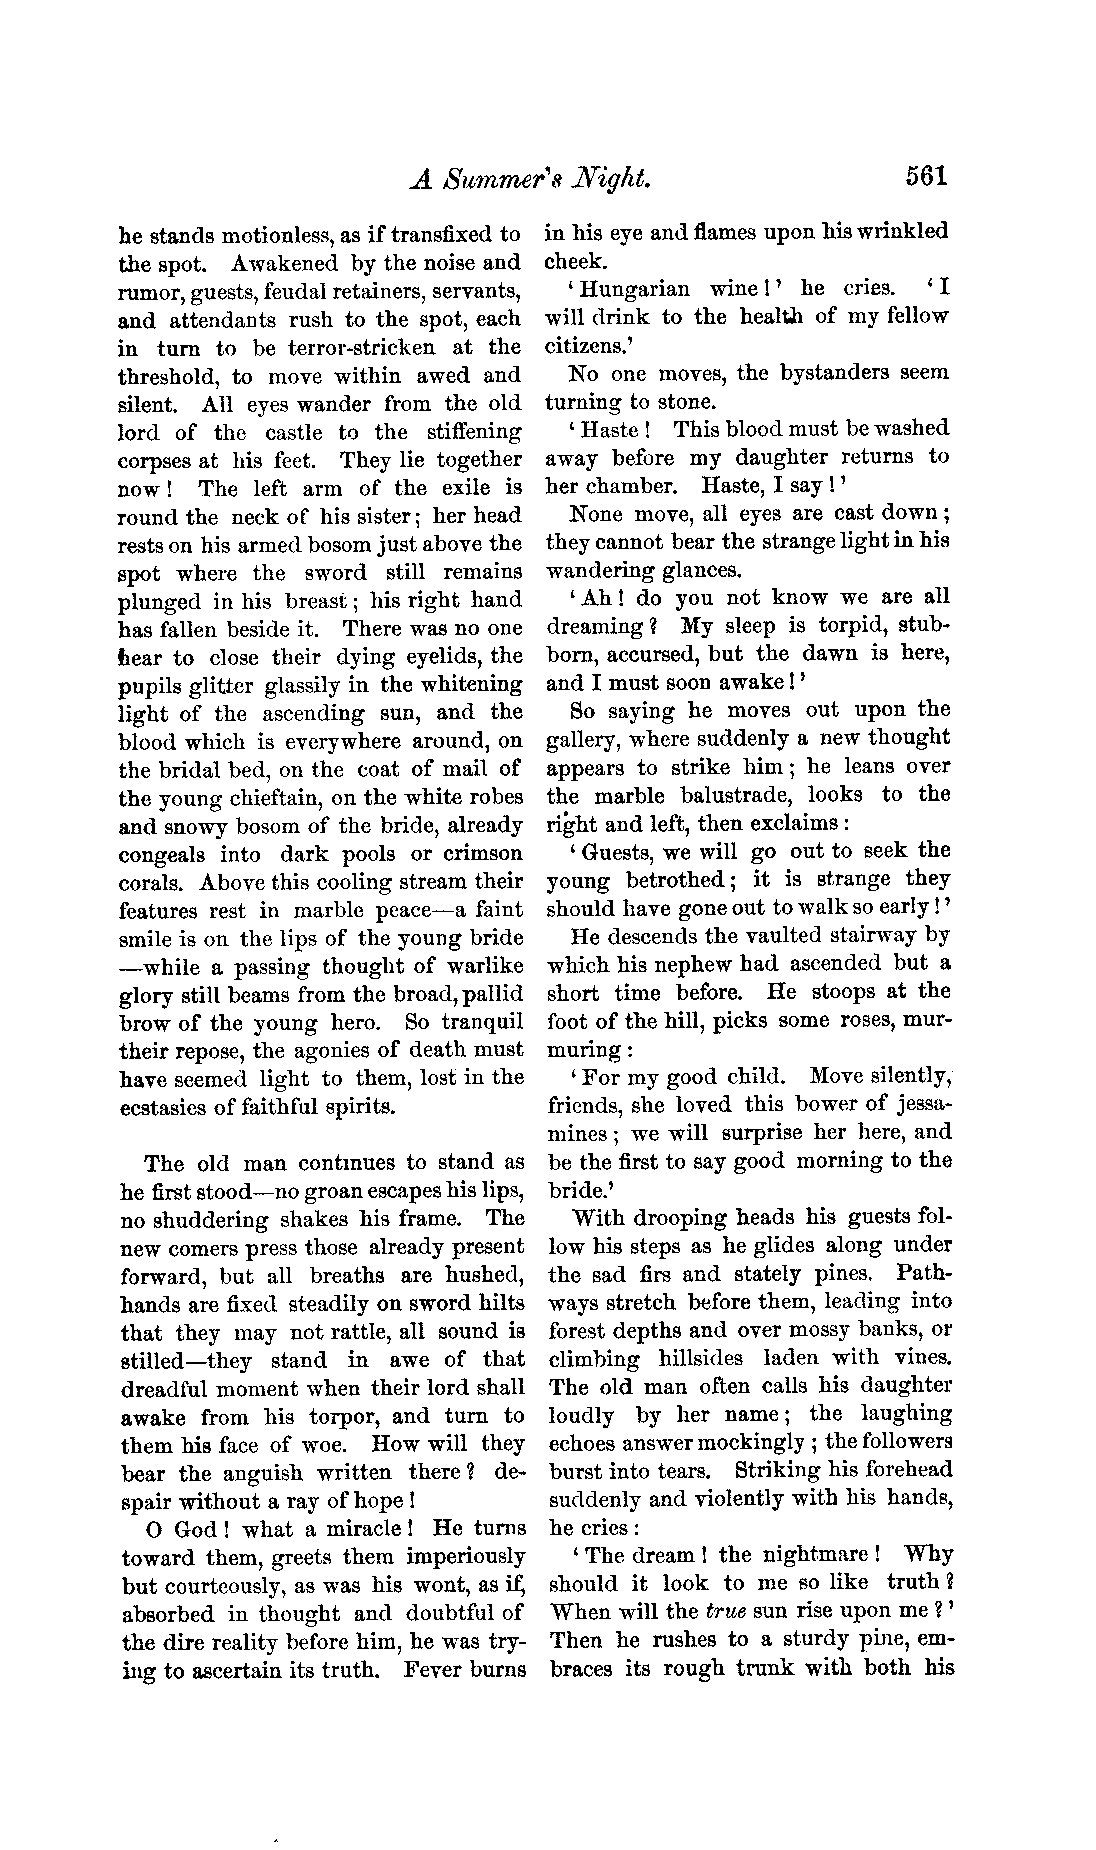 A Summer's Night. 561
he stands motionless, as if transfixed to
the spot. Awakened by the noise and
rumor, guests, feudal retainers, servants,
and attendants rush to the spot, each
in turn to be terror-stricken at the
threshold, to move within awed and
silent. All eyes wander from the old
lord of the castle to the stiffening
corpses at his feet. They lie together
now! The left arm of the exile is
round the neck of his sister; her head
rests on his armed bosom just above the
spot where the sword still remains
plunged in his breast; his right hand
has fallen beside it. There was no one
hear to close their dying eyelids, the
pupils glitter glassily in the whitening
light of the ascending sun, and the
blood which is everywhere around, on
the bridal bed, on the coat of mail of
the young chieftain, on the white robes
and snowy bosom of the bride, already
congeals into dark pools or crimson
corals. Above this cooling stream their
features rest in marble peace—a faint
smile is on the lips of the young bride
—while a passing thought of warlike
glory still beams from the broad, pallid
brow of the young hero. So tranquil
their repose, the agonies of death must
have seemed light to them, lost in the
ecstasies of faithful spirits.
The old man continues to stand as
he first stood—no groan escapes his lips,
no shuddering shakes his frame. The
new comers press those already present
forward, but all breaths are hushed,
hands are fixed steadily on sword hilts
that they may not rattle, all sound is
stilled—they stand in awe of that
dreadful moment when their lord shall
awake from his torpor, and turn to
them his face of woe. How will they
bear the anguish written there? de-
spair without a ray of hope!
O God! what a miracle! He turns
toward them, greets them imperiously
but courteously, as was his wont, as if,
absorbed in thought and doubtful of
the dire reality before him, he was try-
ing to ascertain its truth. Fever burns
in his eye and flames upon his wrinkled
cheek.
'Hungarian wine!' he cries. 'I
will drink to the health of my fellow
citizens.'
No one moves, the bystanders seem
turning to stone.
'Haste! This blood must be washed
away before my daughter returns to
her chamber. Haste, I say!'
None move, all eyes are cast down;
they cannot bear the strange light in his
wandering glances.
'Ah! do you not know we are all
dreaming? My sleep is torpid, stub-
born, accursed, but the dawn is here,
and I must soon awake!'
So saying he moves out upon the
gallery, where suddenly a new thought
appears to strike him; he leans over
the marble balustrade, looks to the
right and left, then exclaims:
'Guests, we will go out to seek the
young betrothed; it is strange they
should have gone out to walk so early!'
He descends the vaulted stairway by
which his nephew had ascended but a
short time before. He stoops at the
foot of the hill, picks some roses, mur-
muring:
'For my good child. Move silently,
friends, she loved this bower of jessa-
mines; we will surprise her here, and
be the first to say good morning to the
bride.'
With drooping heads his guests fol-
low his steps as he glides along under
the sad firs and stately pines. Path-
ways stretch before them, leading into
forest depths and over mossy banks, or
climbing hillsides laden with vines.
The old man often calls his daughter
loudly by her name; the laughing
echoes answer mockingly; the followers
burst into tears. Striking his forehead
suddenly and violently with his hands,
he cries:
'The dream! the nightmare! Why
should it look to me so like truth?
When will the true sun rise upon me?'
Then he rushes to a sturdy pine, em-
braces its rough trunk with both his